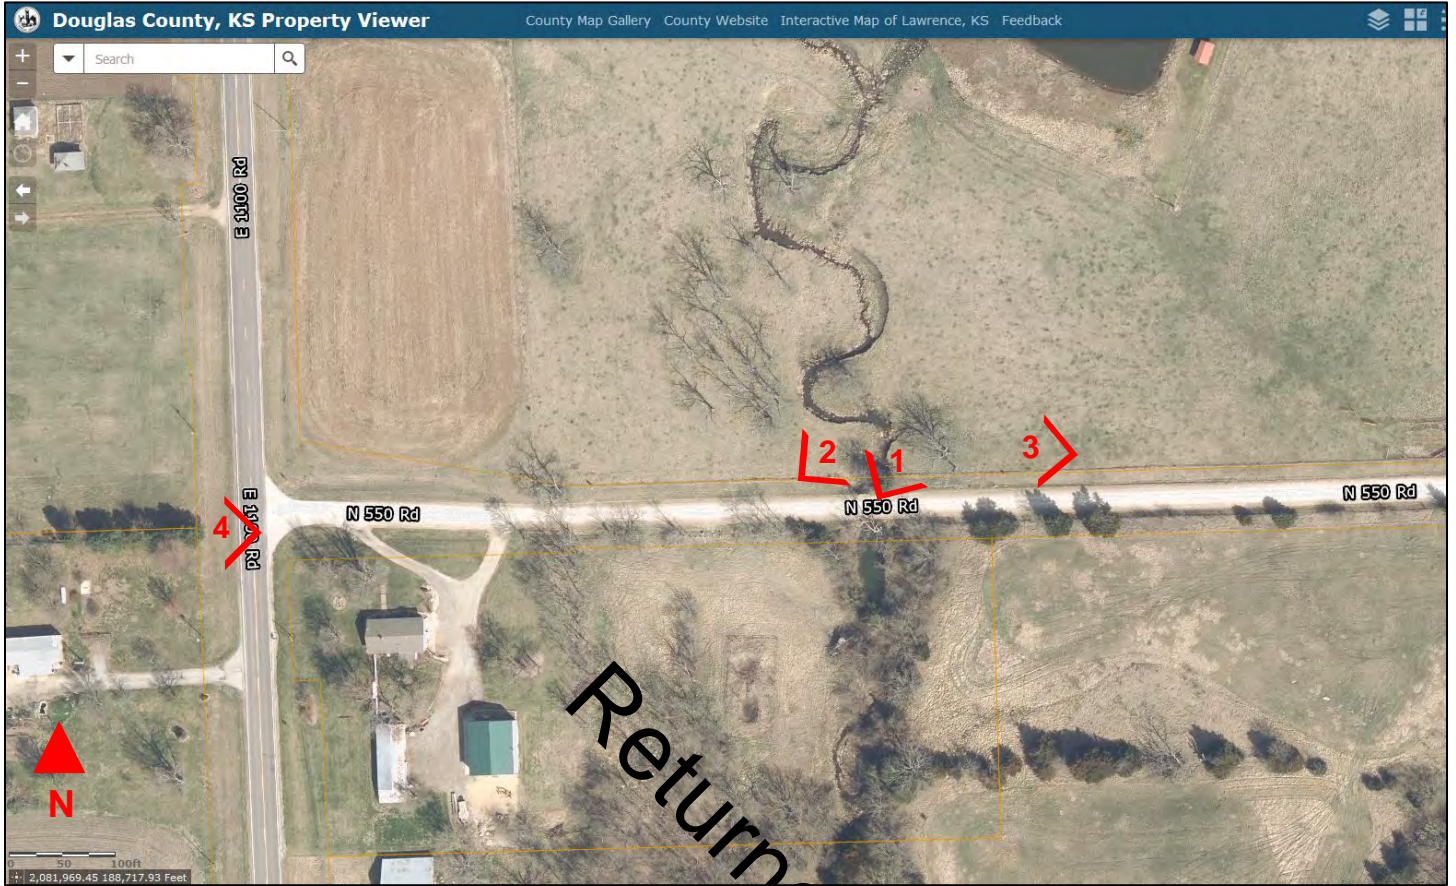 Douglas County, KS Property Viewer
County Map Gallery County Website Interactive Map of Lawrence, KS Feedback
Search
E 1100 Rd
2
1
3
N 550 Rd
N 550 Rd
N 550 Rd
E 1100 Rd
4
N
Return
0 50 100ft
2,081,969.45 188,717.93 Feet